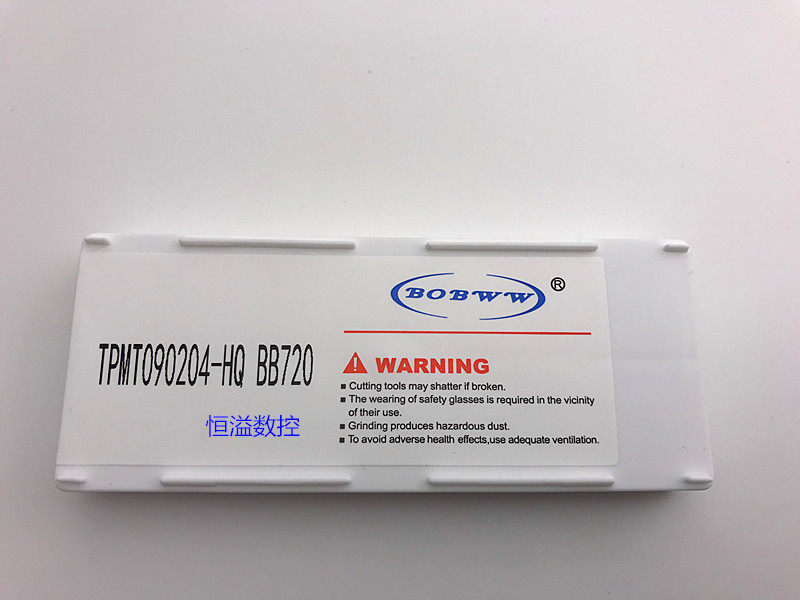 BOBWW®
TPMT090204-HQ BB720
恒溢数控
WARNING
■ Cutting tools may shatter if broken.
■ The wearing of safety glasses is required in the vicinity
of their use.
■ Grinding produces hazardous dust.
■ To avoid adverse health effects,use adequate ventilation.